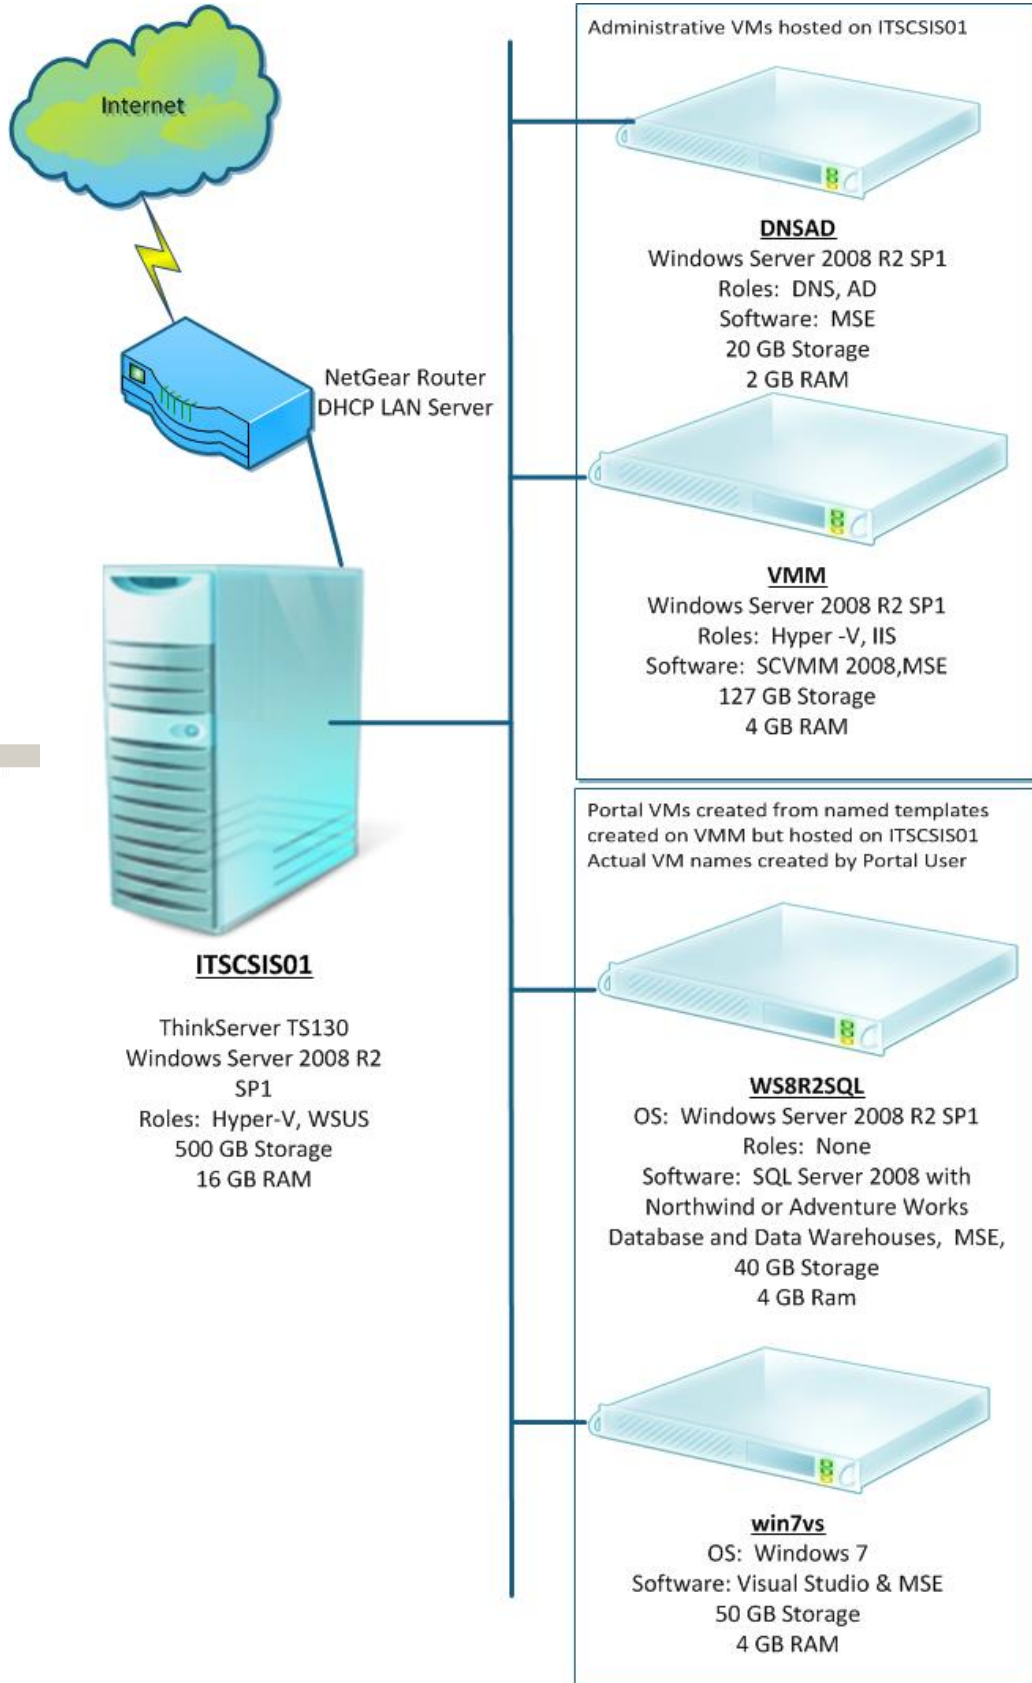 Internet
NetGear Router
DHCP LAN Server
ITSCSIS01
ThinkServer TS130
Windows Server 2008 R2
SP1
Roles:  Hyper-V, WSUS
500 GB Storage
16 GB RAM
Administrative VMs hosted on ITSCSIS01
DNSAD
Windows Server 2008 R2 SP1
Roles:  DNS, AD
Software:  MSE
20 GB Storage
2 GB RAM
VMM
Windows Server 2008 R2 SP1
Roles:  Hyper -V, IIS
Software:  SCVMM 2008,MSE
127 GB Storage
4 GB RAM
Portal VMs created from named templates
created on VMM but hosted on ITSCSIS01
Actual VM names created by Portal User
WS8R2SQL
OS:  Windows Server 2008 R2 SP1
Roles:  None
Software:  SQL Server 2008 with
Northwind or Adventure Works
Database and Data Warehouses,  MSE,
40 GB Storage
4 GB Ram
win7vs
OS:  Windows 7
Software: Visual Studio & MSE
50 GB Storage
4 GB RAM